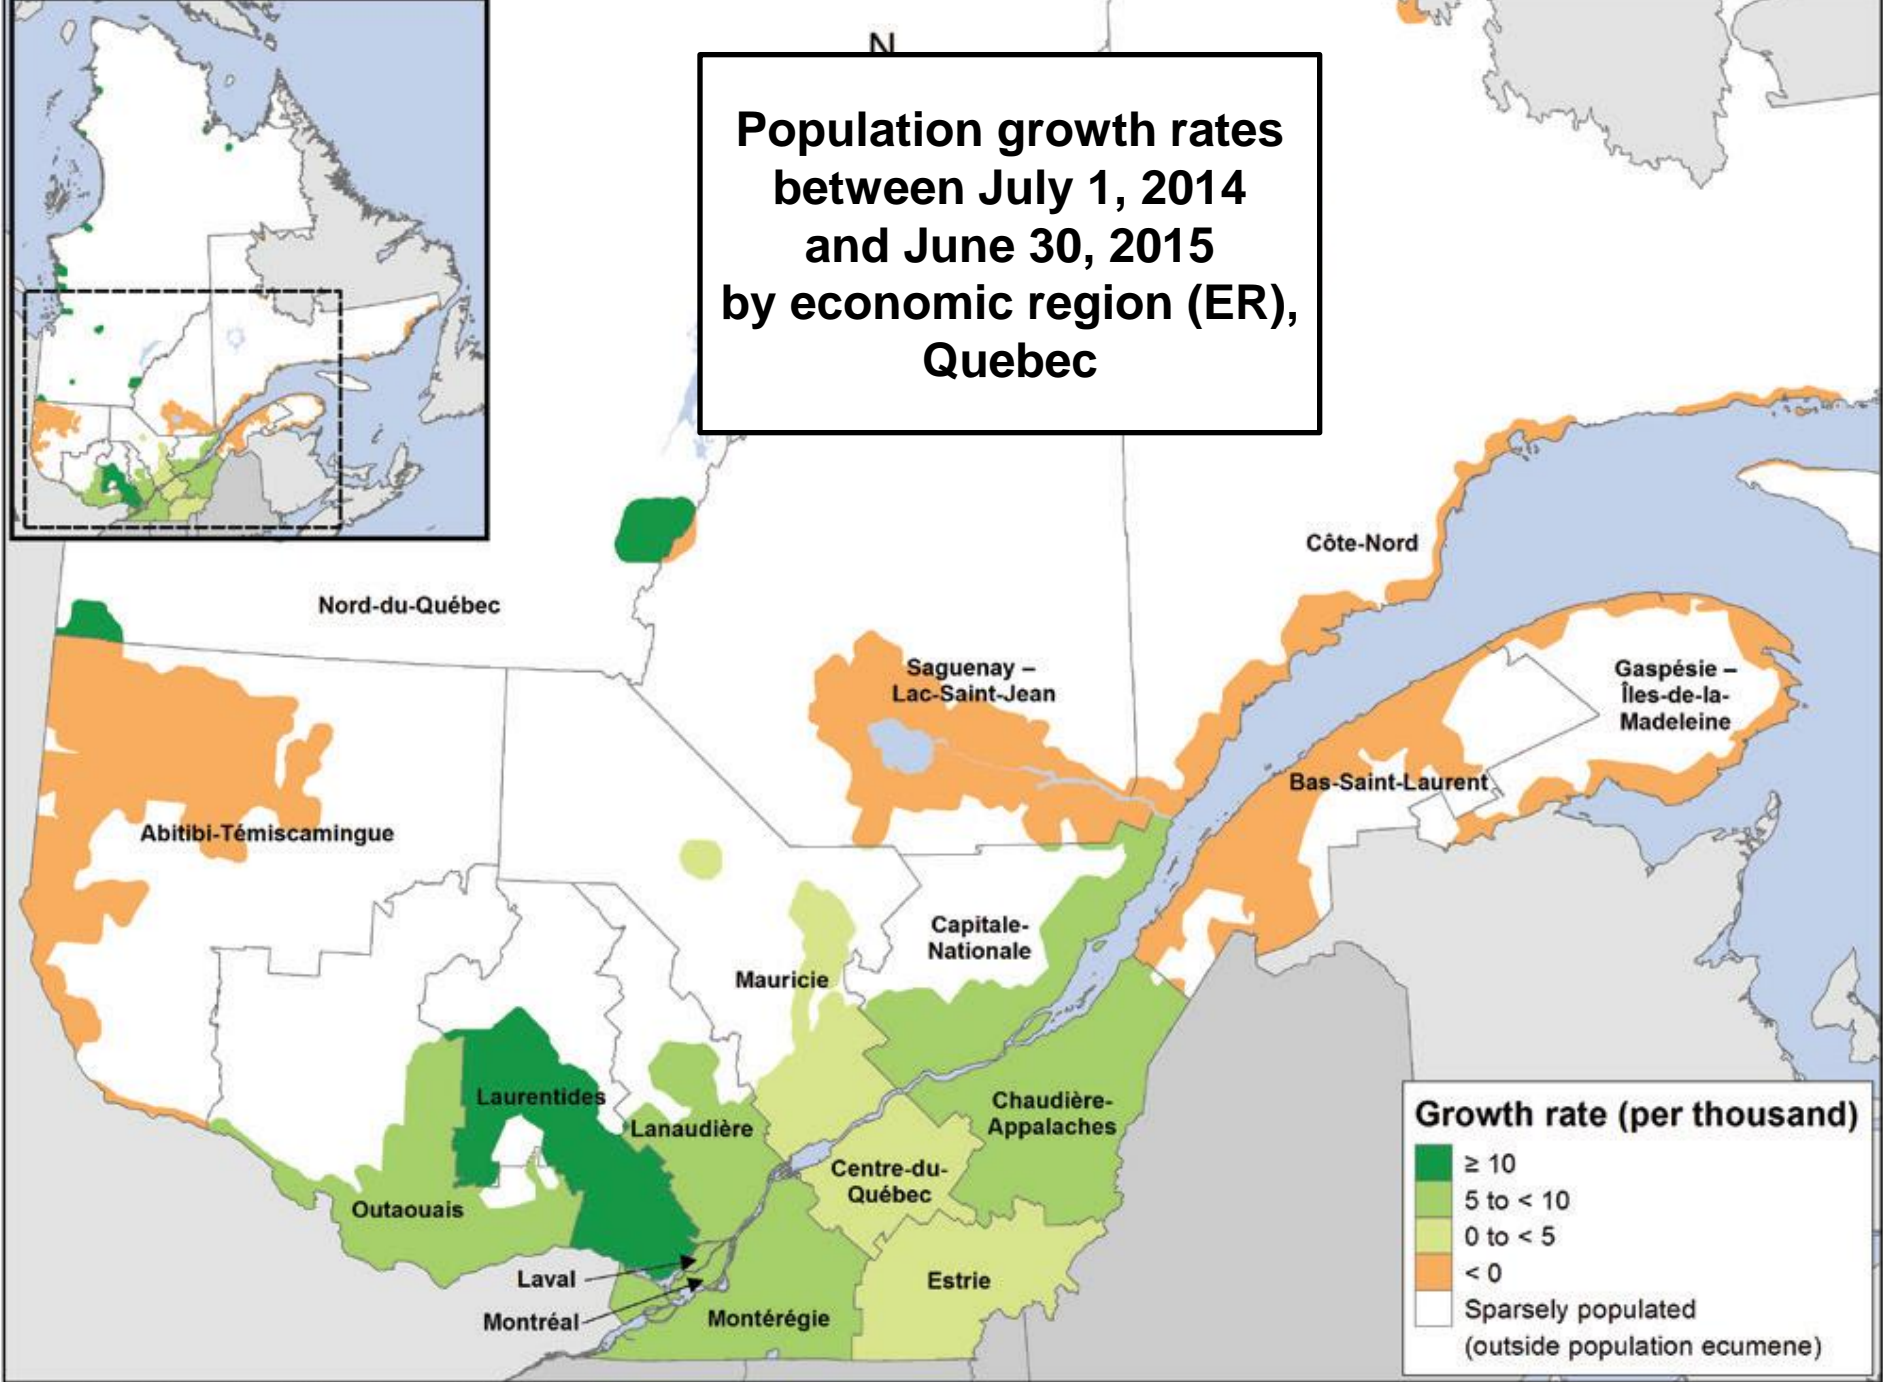 N
Population growth rates
between July 1, 2014
and June 30, 2015
by economic region (ER),
Quebec
Côte-Nord
Nord-du-Québec
Saguenay –
Lac-Saint-Jean
Gaspésie –
Îles-de-la-
Madeleine
Bas-Saint-Laurent
Abitibi-Témiscamingue
Capitale-
Nationale
Mauricie
Laurentides
Lanaudière
Chaudière-
Appalaches
Centre-du-
Québec
Outaouais
Laval
Estrie
Montréal
Montérégie
Growth rate (per thousand)
≥ 10
5 to < 10
0 to < 5
< 0
Sparsely populated
(outside population ecumene)